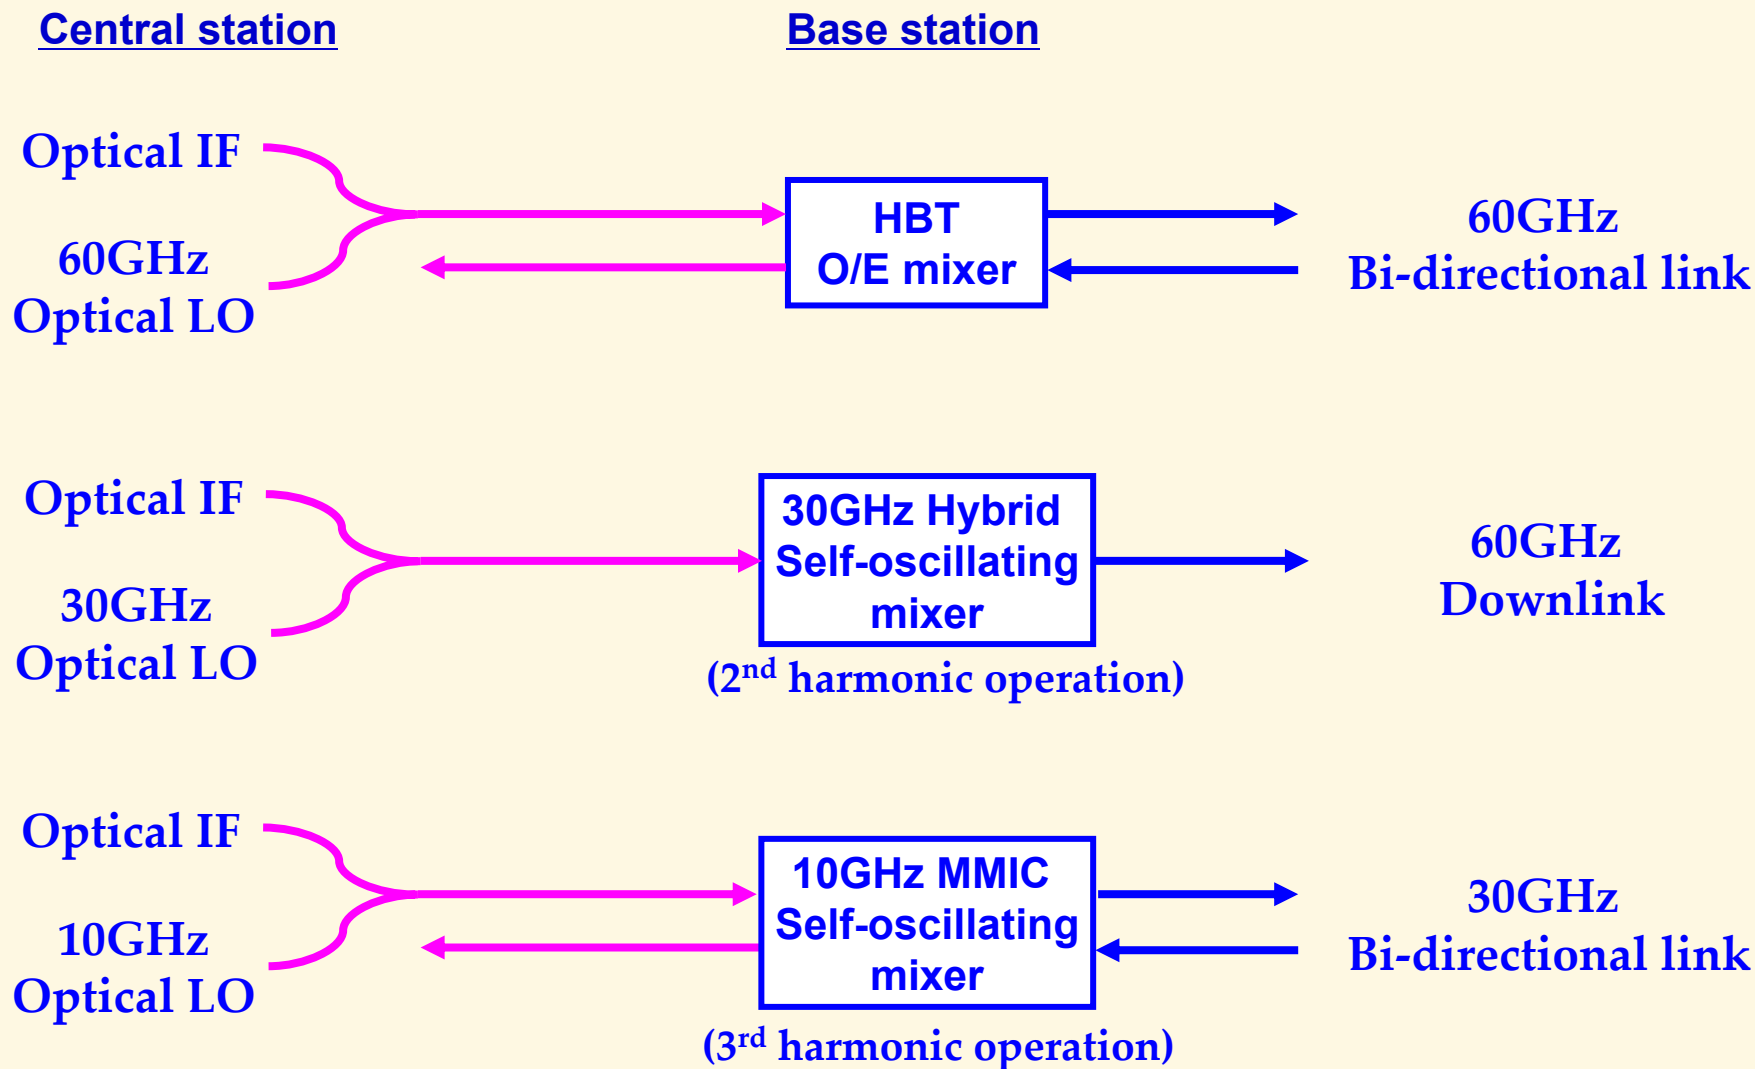 Central station
Base station
Optical IF
60GHz
Optical LO
HBT
O/E mixer
60GHz
Bi-directional link
Optical IF
30GHz
Optical LO
30GHz Hybrid
Self-oscillating
mixer
(2nd harmonic operation)
60GHz
Downlink
Optical IF
10GHz
Optical LO
10GHz MMIC
Self-oscillating
mixer
(3rd harmonic operation)
30GHz
Bi-directional link